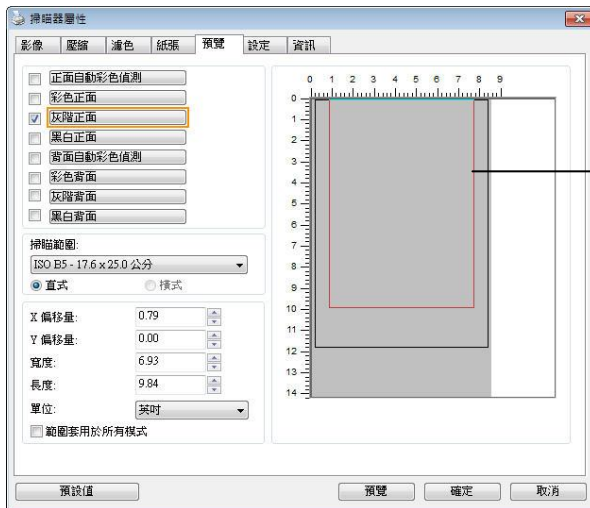 掃瞄器屬性
影像 壓縮 濾色 紙張 預覽 設定 資訊
正面自動彩色偵測
彩色正面
灰階正面
黑白正面
背面自動彩色偵測
彩色背面
灰階背面
黑白背面
掃瞄範圍:
ISO B5 - 17.6 x 25.0 公分
直式 橫式
X 偏移量: 0.79
Y 偏移量: 0.00
寬度: 6.93
長度: 9.84
單位: 英吋
範圍套用於所有模式
0 1 2 3 4 5 6 7 8 9
0
1
2
3
4
5
6
7
8
9
10
11
12
13
14
預設值 預覽 確定 取消